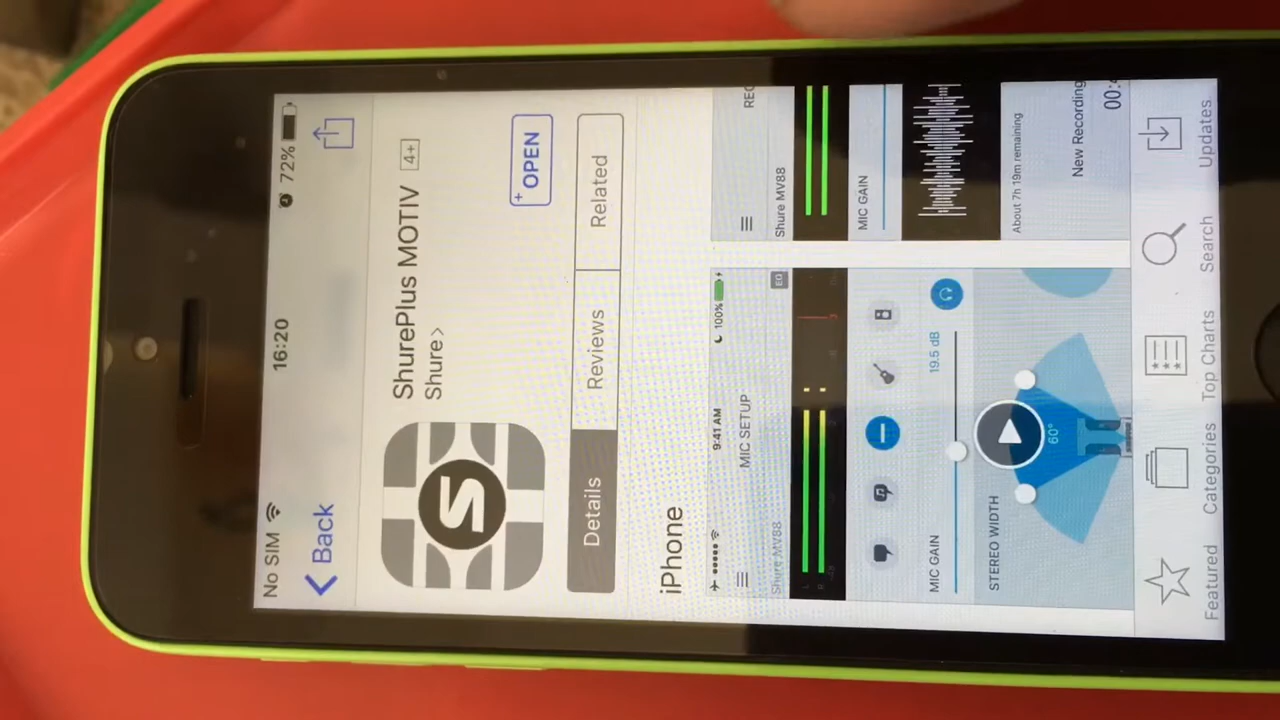 No SIM 16:20 72%
Back
ShurePlus MOTIV 4+
Shure >
+ OPEN
Details Reviews Related
iPhone
9:41 AM 100%
MIC SETUP
Shure MV88 EQ
L
R
MIC GAIN 19.5 dB
STEREO WIDTH
60°
REC
Shure MV88
MIC GAIN
About 7h 19m remaining
New Recording
00:
Featured Categories Top Charts Search Updates